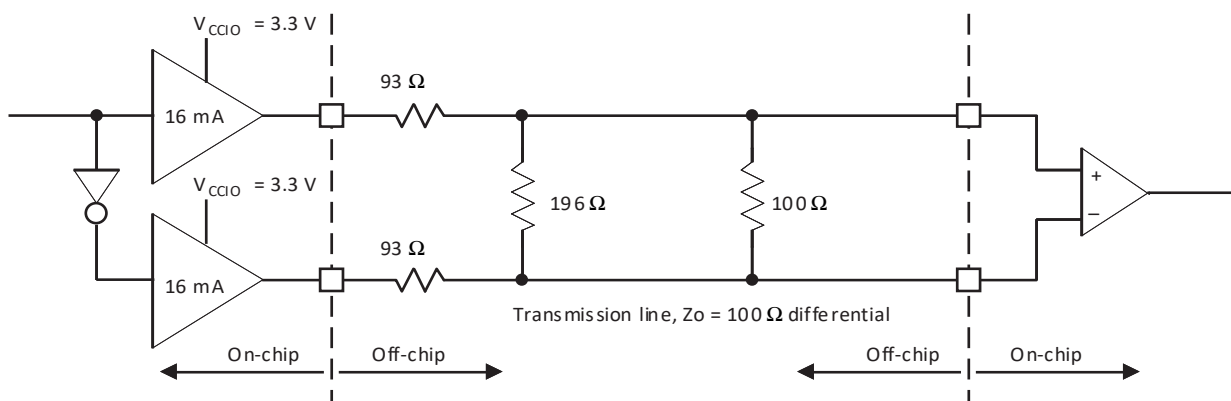 V_CCIO = 3.3 V
93 Ω
16 mA
V_CCIO = 3.3 V
196 Ω
100 Ω
+
−
93 Ω
16 mA
Transmission line, Zo = 100 Ω differential
On-chip
Off-chip
Off-chip
On-chip